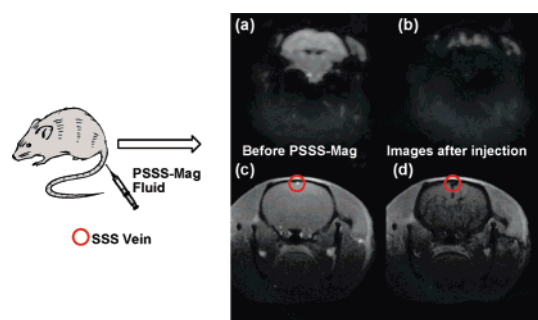 PSSS-Mag
Fluid
SSS Vein
(a)
(b)
Before PSSS-Mag
Images after injection
(c)
(d)